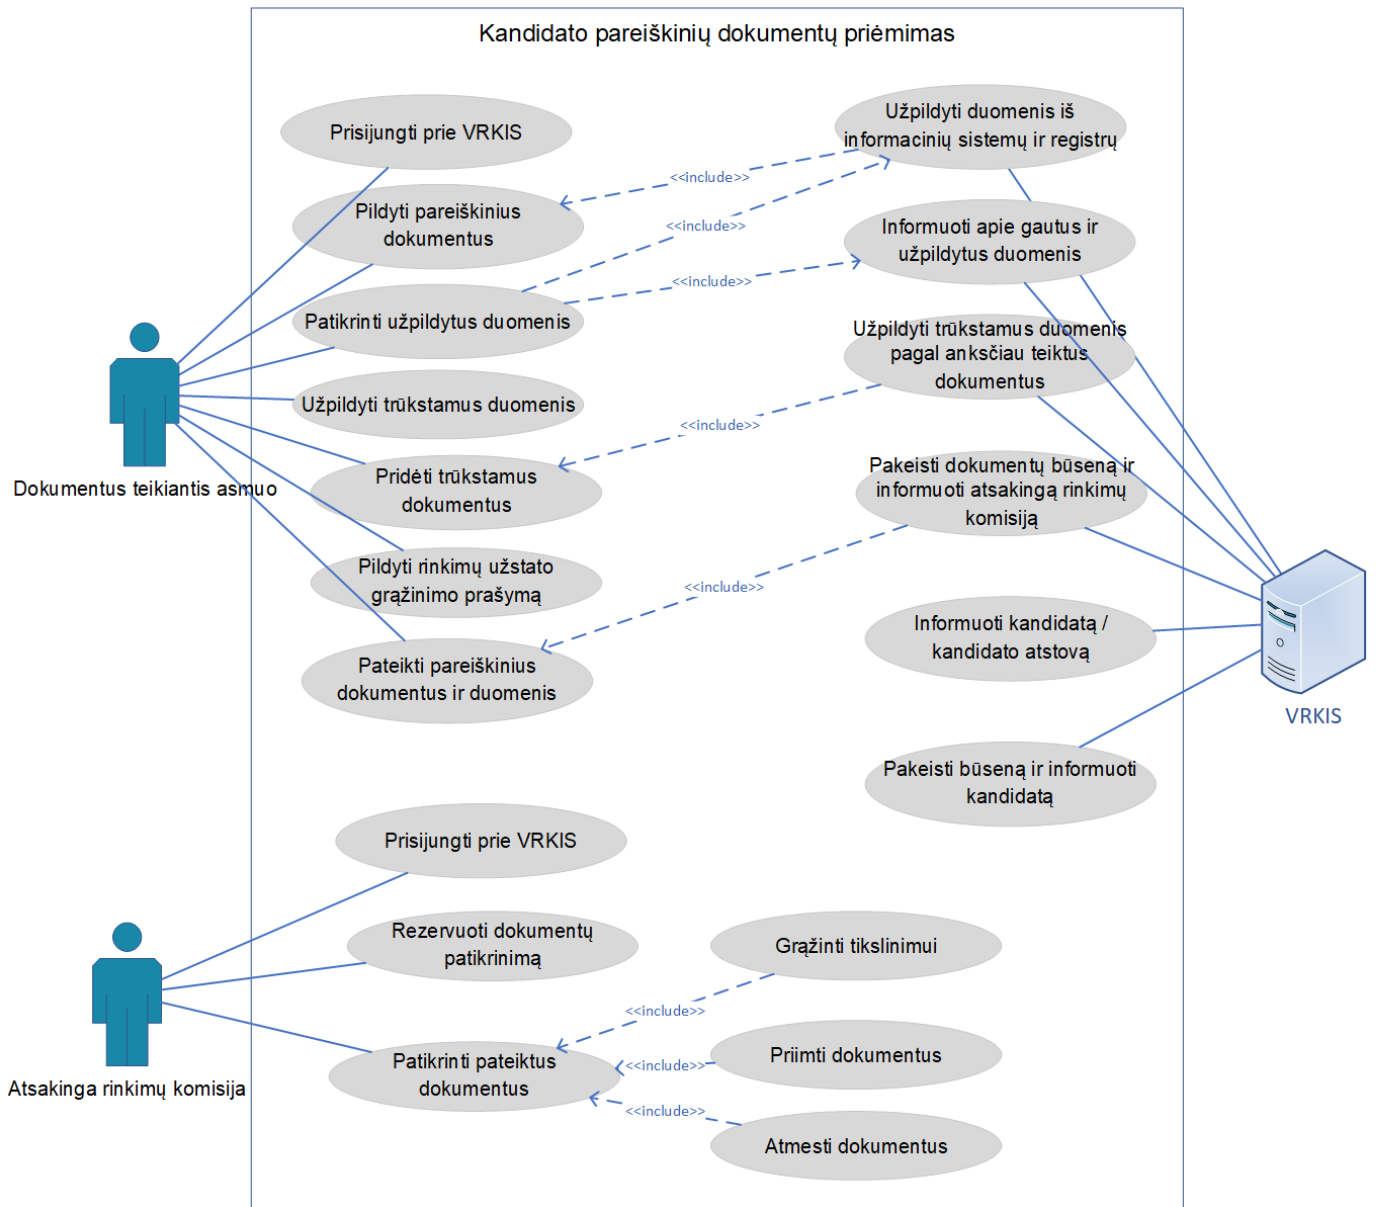 Kandidato pareiškinių dokumentų priėmimas
Prisijungti prie VRKIS
Užpildyti duomenis iš
informacinių sistemų ir registrų
<<include>>
Pildyti pareiškinius
dokumentus
<<include>>
Informuoti apie gautus ir
užpildytus duomenis
<<include>>
Patikrinti užpildytus duomenis
Užpildyti trūkstamus duomenis
pagal anksčiau teiktus
dokumentus
Užpildyti trūkstamus duomenis
<<include>>
Pridėti trūkstamus
dokumentus
Pakeisti dokumentų būseną ir
informuoti atsakingą rinkimų
komisiją
Dokumentus teikiantis asmuo
Pildyti rinkimų užstato
grąžinimo prašymą
<<include>>
Informuoti kandidatą /
kandidato atstovą
Pateikti pareiškinius
dokumentus ir duomenis
VRKIS
Pakeisti būseną ir informuoti
kandidatą
Prisijungti prie VRKIS
Rezervuoti dokumentų
patikrinimą
Grąžinti tikslinimui
<<include>>
Patikrinti pateiktus
dokumentus
<<include>>
Priimti dokumentus
Atsakinga rinkimų komisija
<<include>>
Atmesti dokumentus